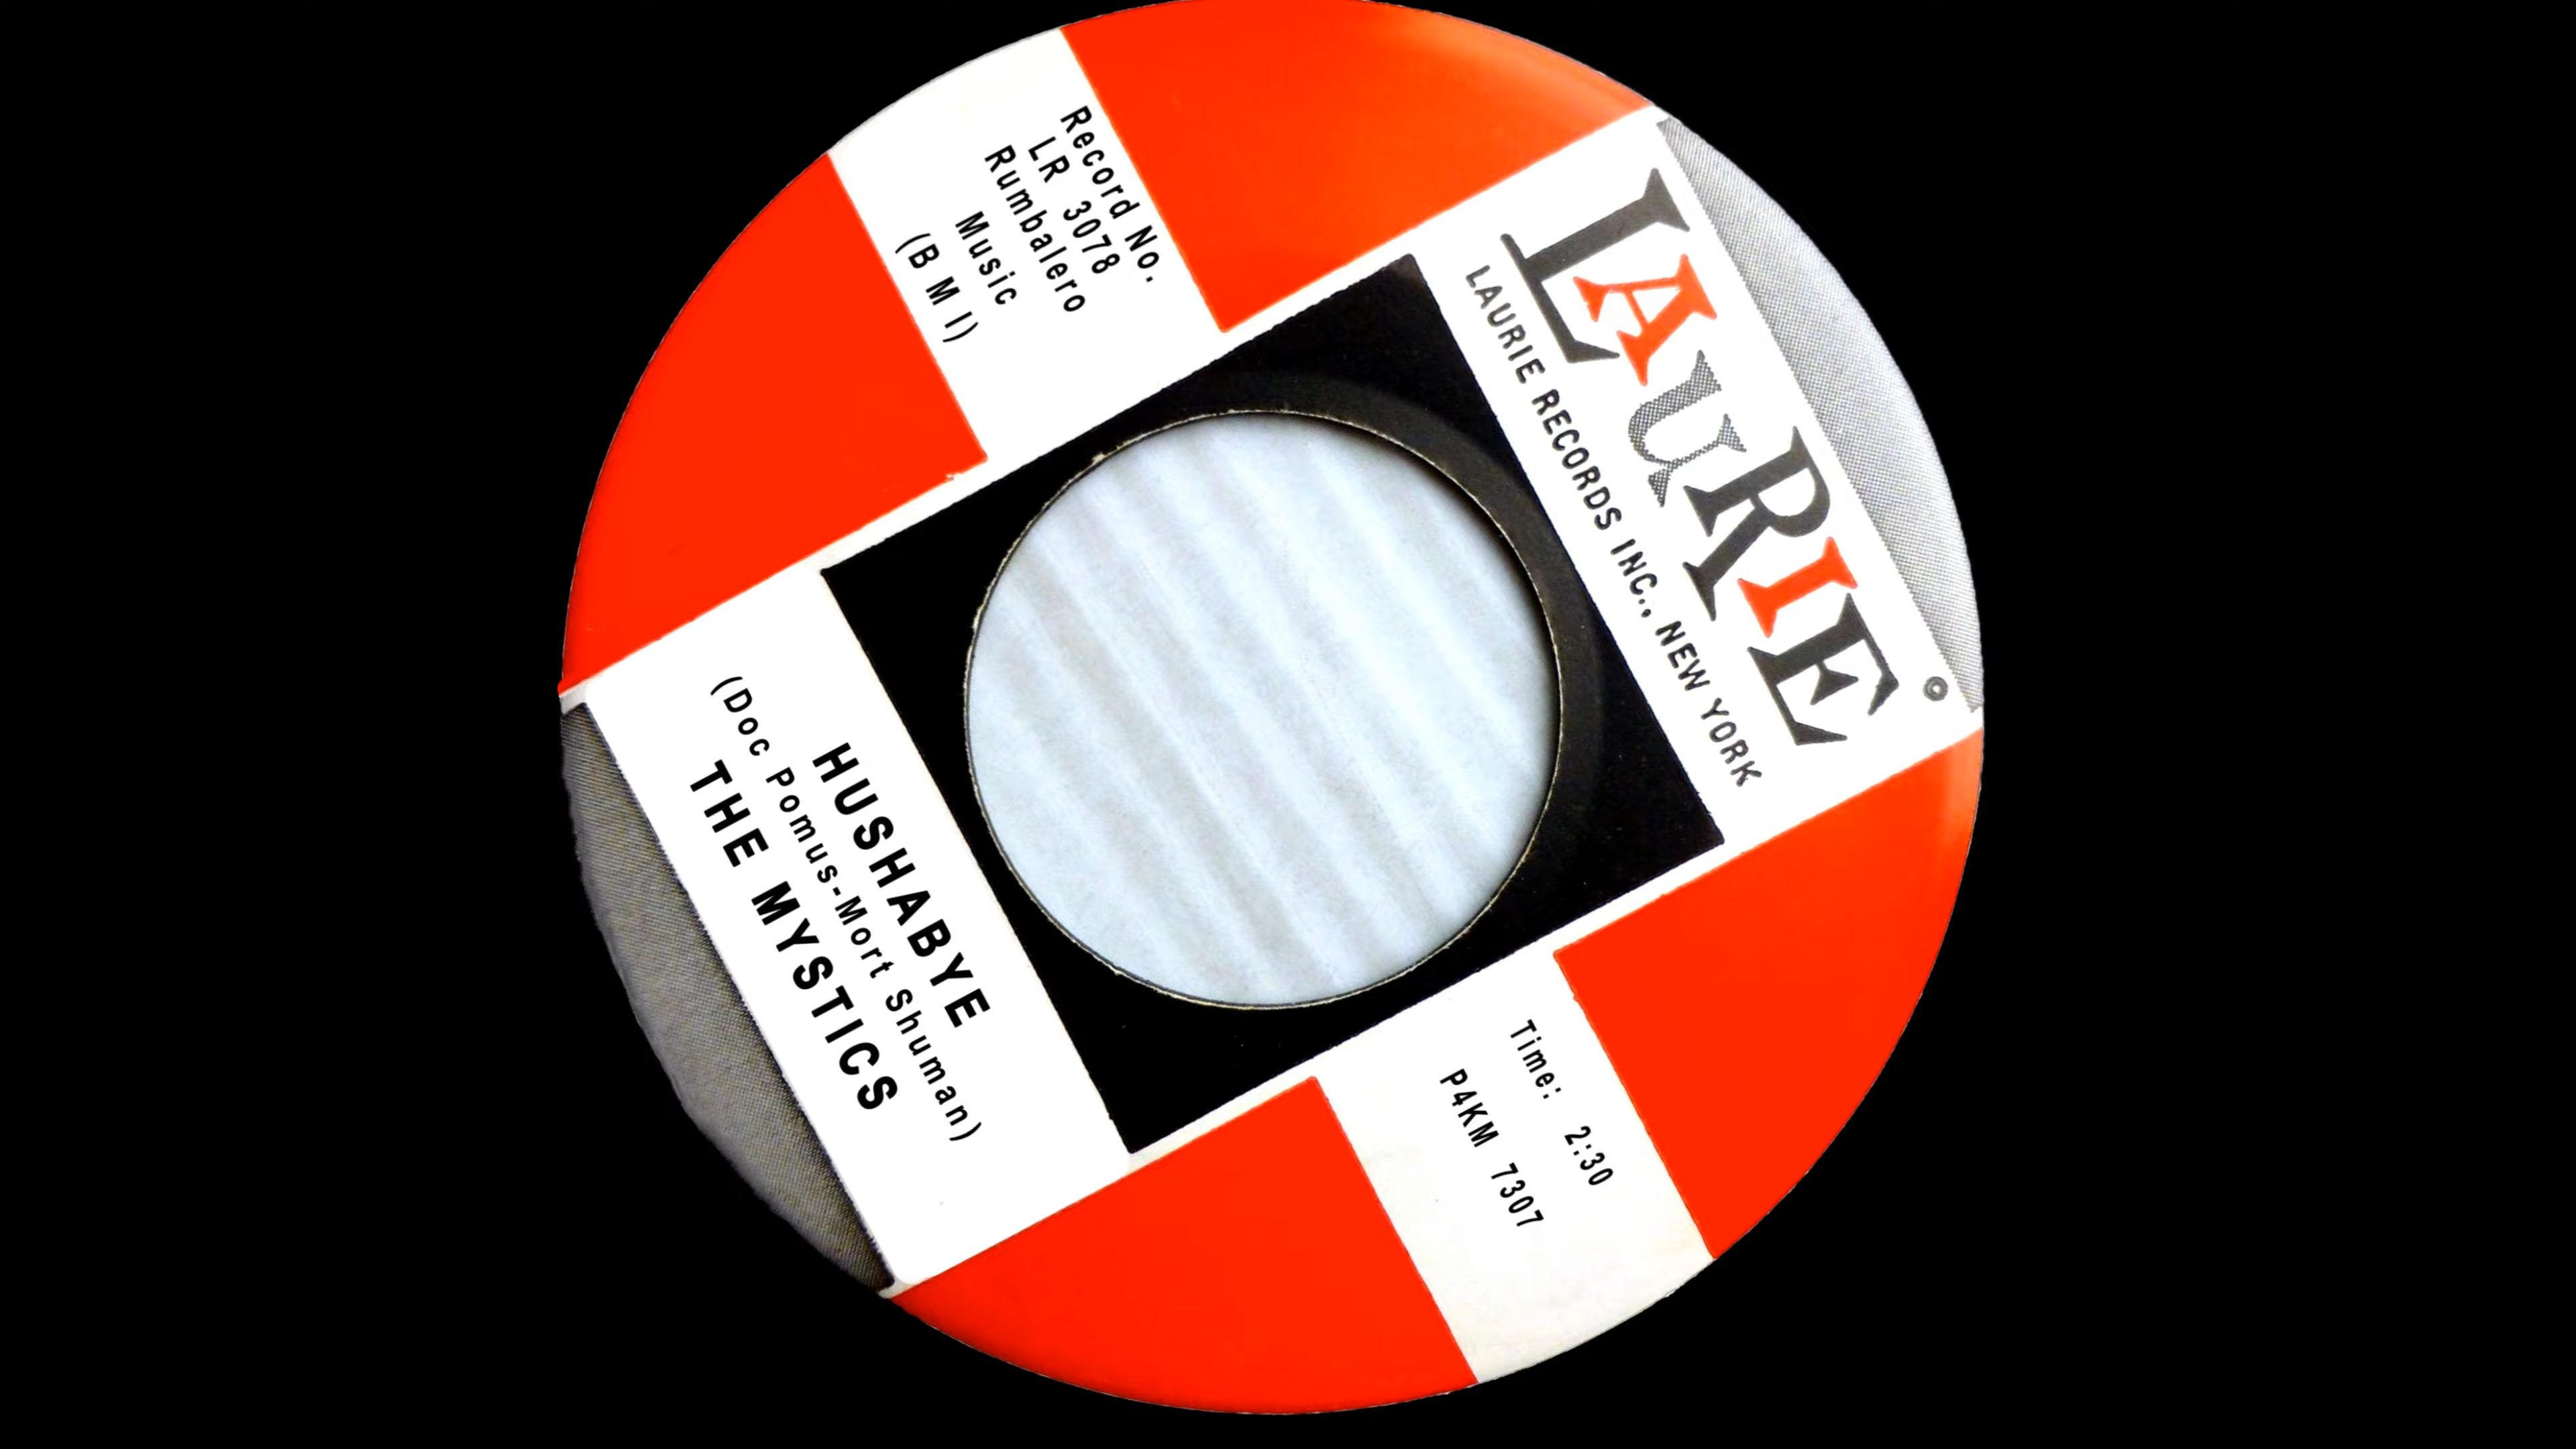 LAURIE
LAURIE RECORDS INC., NEW YORK
Record No.
LR 3078
Rumbalero
Music
(B M I)
Time: 2:30
P4KM 7307
HUSHABYE
(Doc Pomus-Mort Shuman)
THE MYSTICS